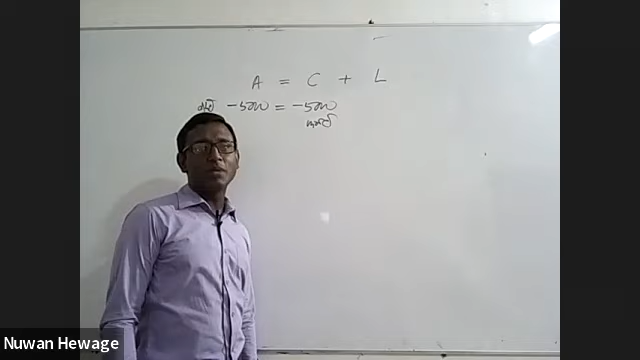 A = C + L
-5000 = -5000
Nuwan Hewage